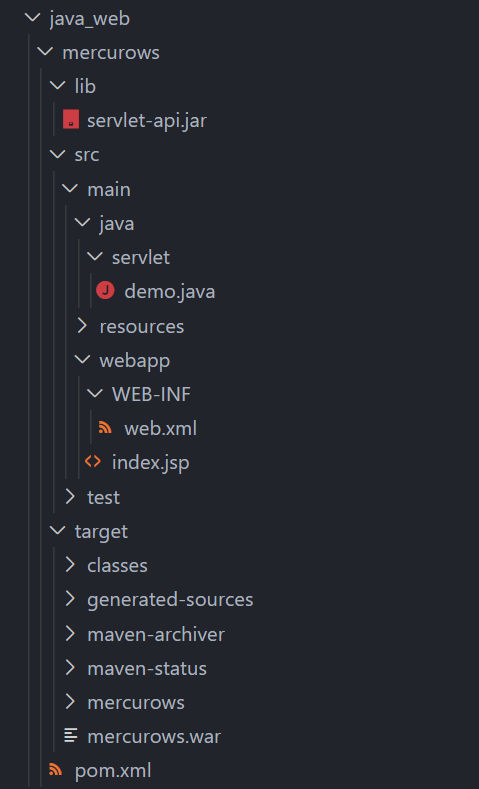 java_web
mercurows
lib
servlet-api.jar
src
main
java
servlet
demo.java
resources
webapp
WEB-INF
web.xml
index.jsp
test
target
classes
generated-sources
maven-archiver
maven-status
mercurows
mercurows.war
pom.xml